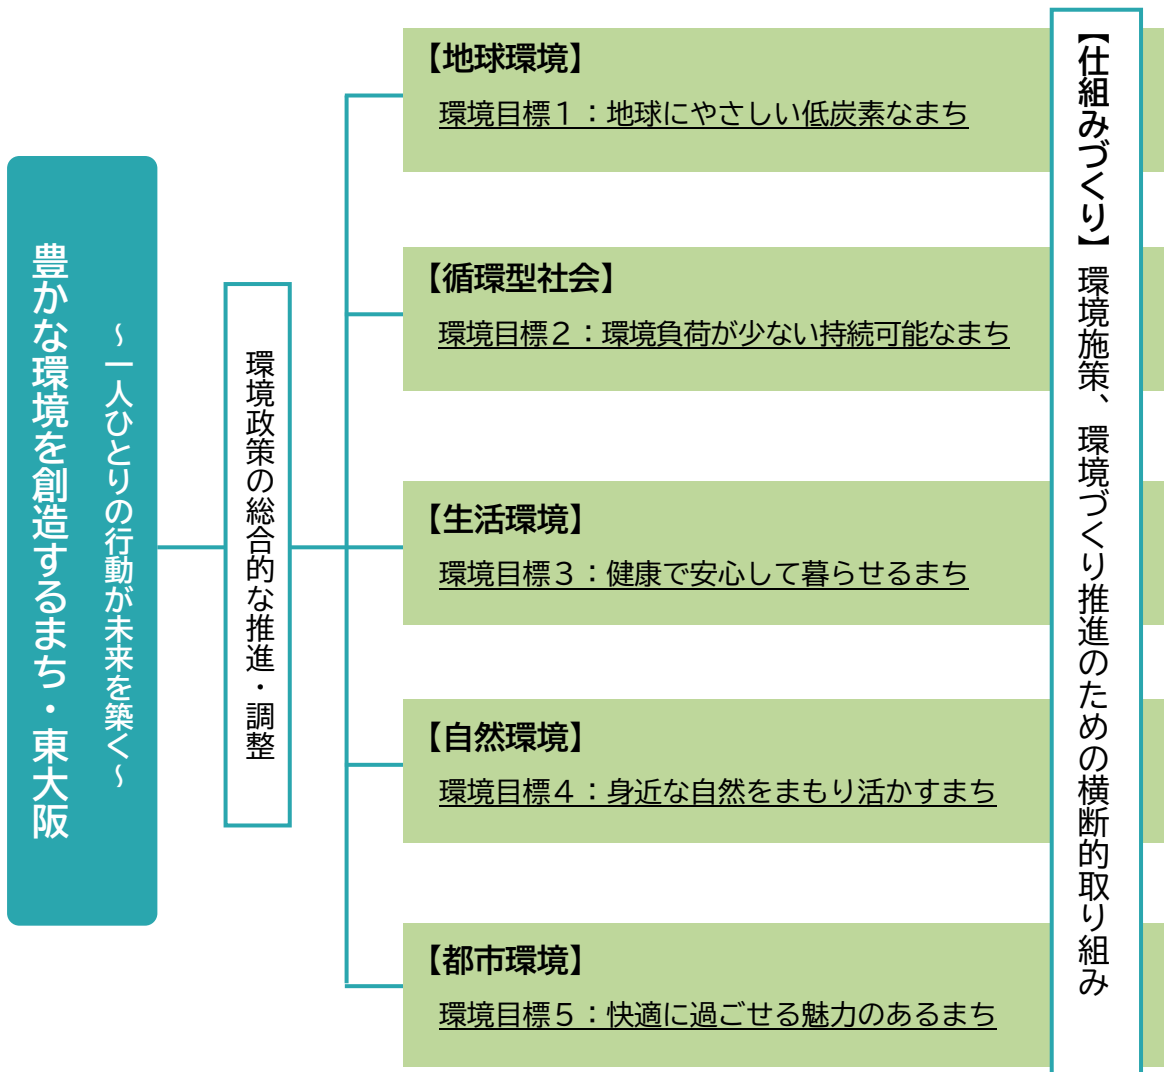 豊かな環境を創造するまち・東大阪
～一人ひとりの行動が未来を築く～
環境政策の総合的な推進・調整
【地球環境】
環境目標１：地球にやさしい低炭素なまち
【循環型社会】
環境目標２：環境負荷が少ない持続可能なまち
【生活環境】
環境目標３：健康で安心して暮らせるまち
【自然環境】
環境目標４：身近な自然をまもり活かすまち
【都市環境】
環境目標５：快適に過ごせる魅力のあるまち
【仕組みづくり】環境施策、環境づくり推進のための横断的取り組み